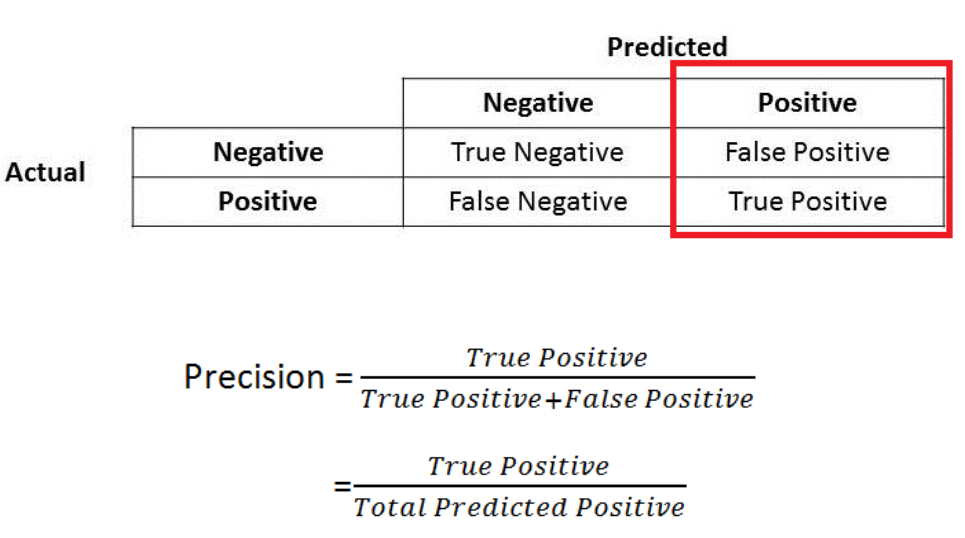 Predicted
Negative Positive
Actual
Negative True Negative False Positive
Positive False Negative True Positive
Precision = True Positive
True Positive+False Positive
= True Positive
Total Predicted Positive